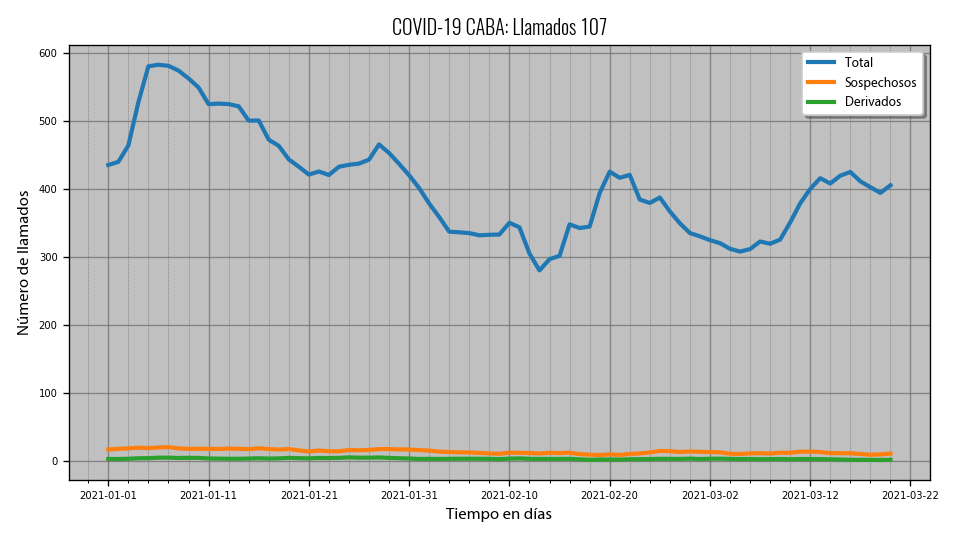 COVID-19 CABA: Llamados 107
Total
Sospechosos
Derivados
Número de llamados
600
500
400
300
200
100
0
2021-01-01
2021-01-11
2021-01-21
2021-01-31
2021-02-10
2021-02-20
2021-03-02
2021-03-12
2021-03-22
Tiempo en días